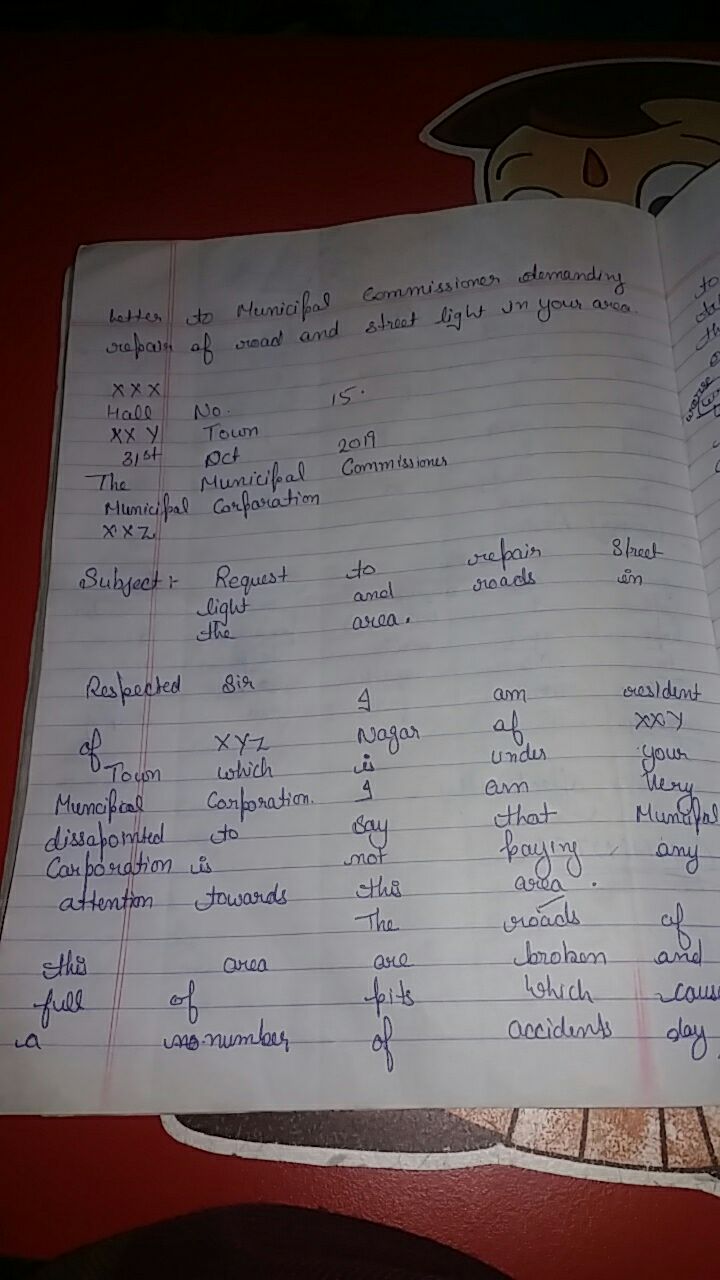 Letter to Municipal Commissioner demanding
repair of road and street light in your area.
XXX
Hall No. 15.
XXY Town
31st Oct 2019
The Municipal Commissioner
Municipal Corporation
XXZ
Subject:- Request to repair Street
light and roads in
the area.
Respected Sir
I am resident
of XYZ Nagar of XXY
Town which is under your
Muncipal Corporation. I am very
dissapointed to say that Municipal
Corporation is not paying any
attention towards this area.
The roads of
this area are broken and
full of pits which cause
a number of accidents day
to